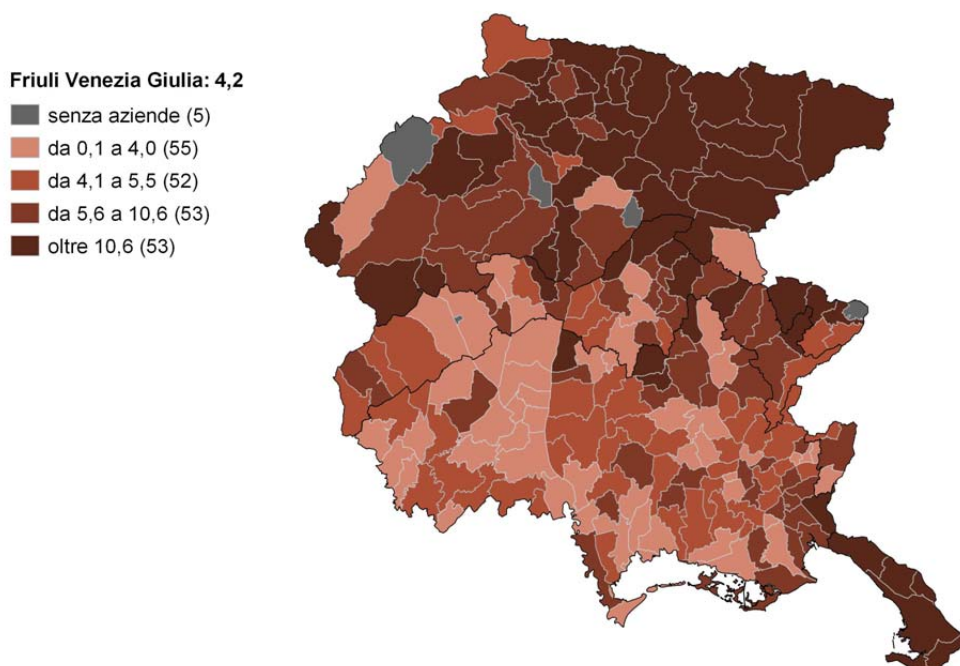 Friuli Venezia Giulia: 4,2
senza aziende (5)
da 0,1 a 4,0 (55)
da 4,1 a 5,5 (52)
da 5,6 a 10,6 (53)
oltre 10,6 (53)